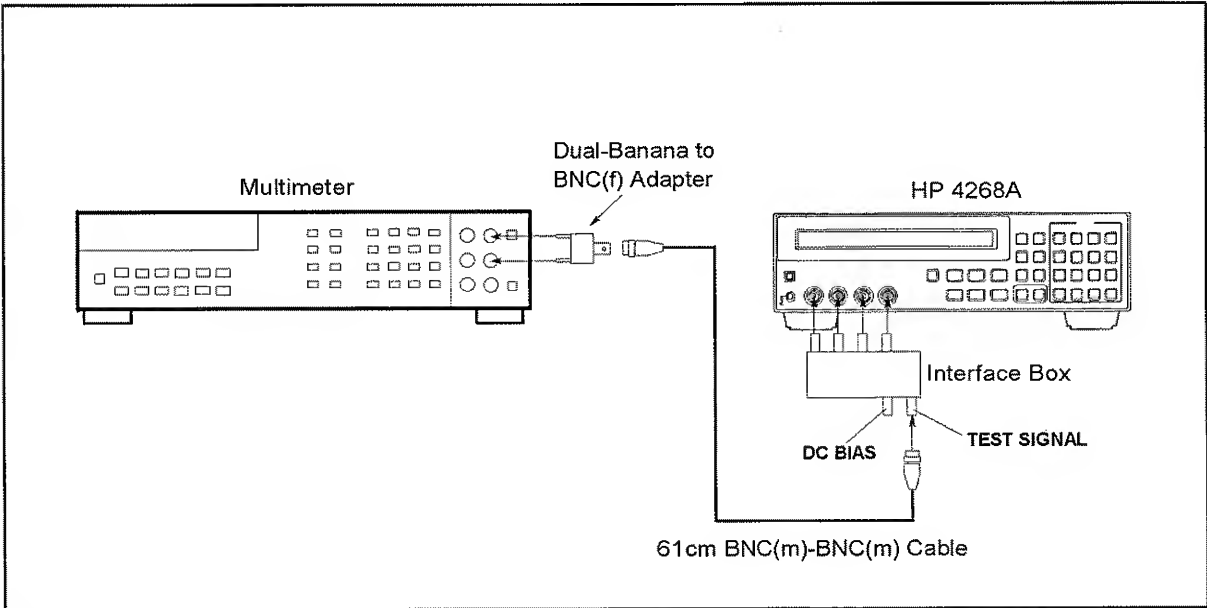 Dual-Banana to
BNC(f) Adapter
Multimeter
HP 4268A
Interface Box
DC BIAS
TEST SIGNAL
61cm BNC(m)-BNC(m) Cable